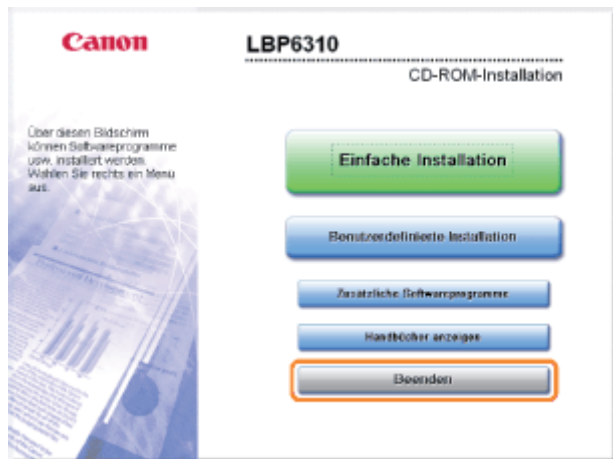 Canon
LBP6310
CD-ROM-Installation
Über diesen Bildschirm
können Softwareprogramme
usw. installiert werden.
Wählen Sie rechts ein Menü
aus.
Einfache Installation
Benutzerdefinierte Installation
Zusätzliche Softwareprogramme
Handbücher anzeigen
Beenden